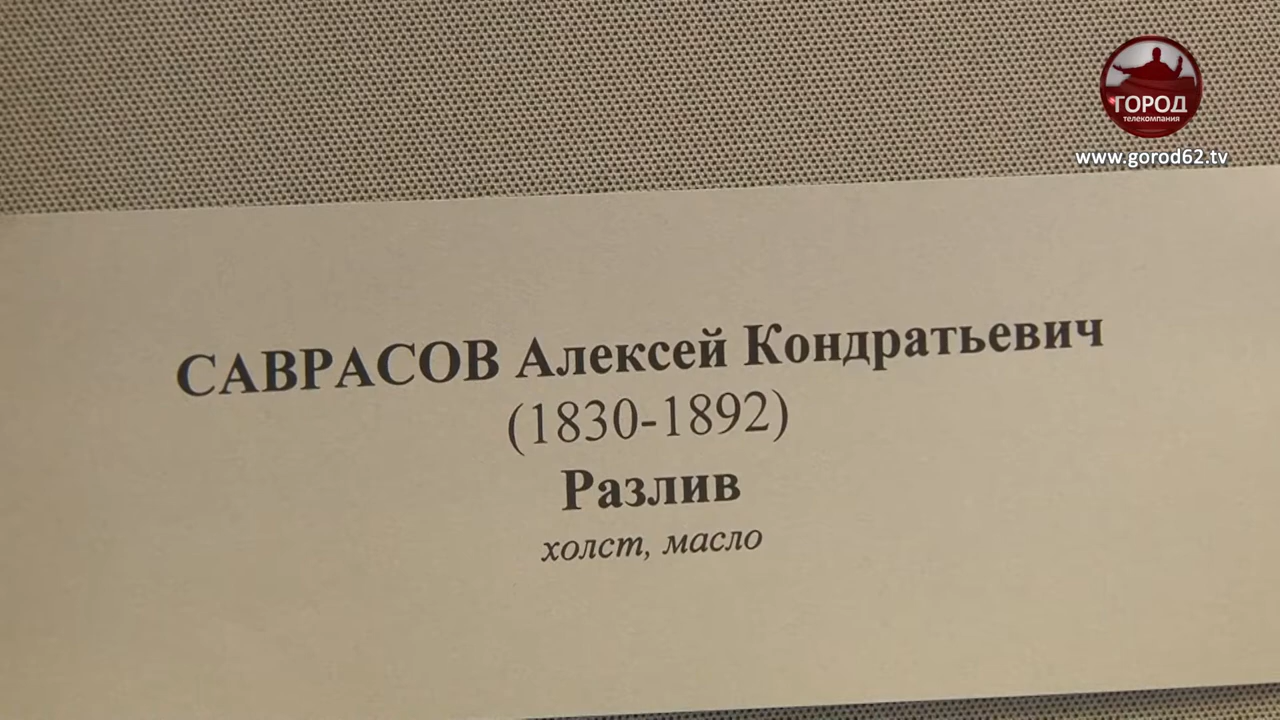 ГОРОД
телекомпания
www.gorod62.tv
САВРАСОВ Алексей Кондратьевич
(1830-1892)
Разлив
холст, масло